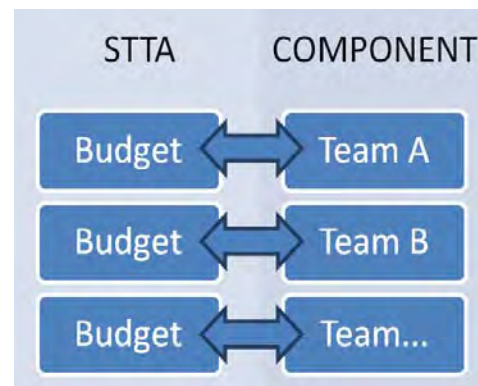 STTA COMPONENT
Budget Team A
Budget Team B
Budget Team...